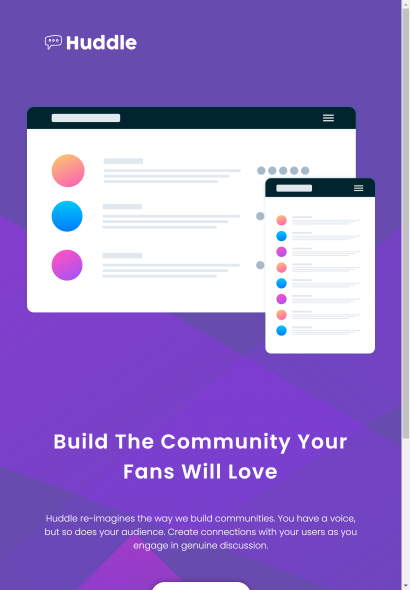 Huddle
Build The Community Your
Fans Will Love
Huddle re-imagines the way we build communities. You have a voice,
but so does your audience. Create connections with your users as you
engage in genuine discussion.